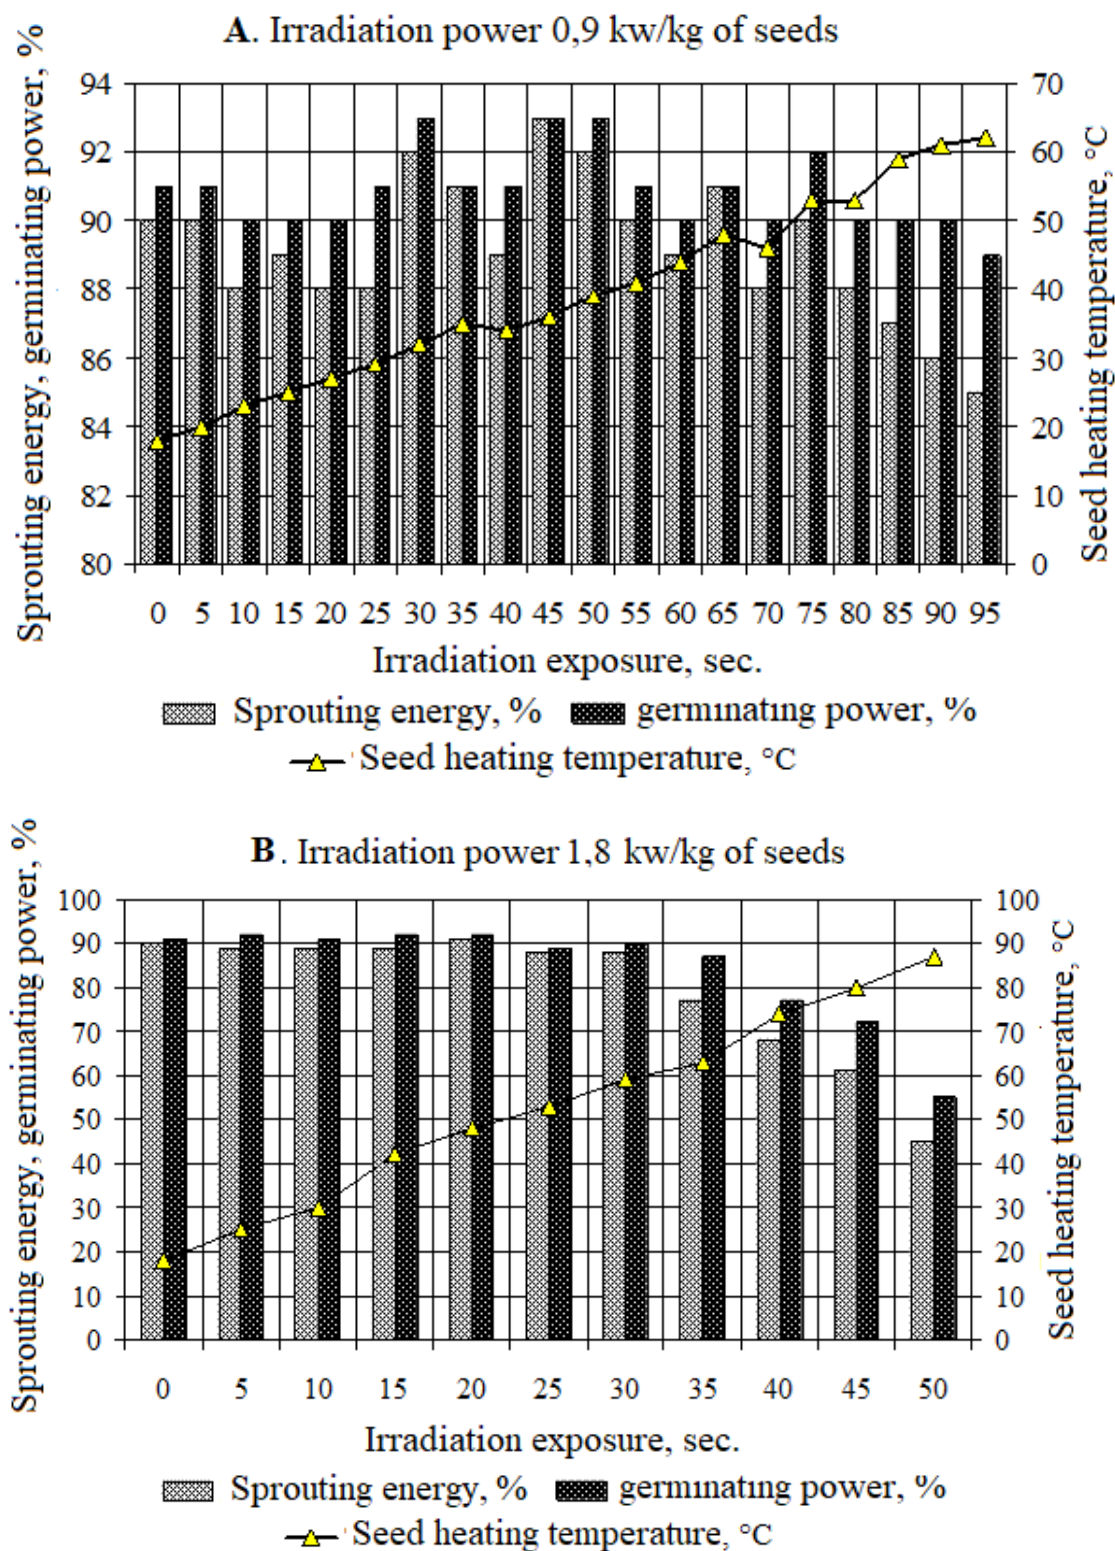 A. Irradiation power 0,9 kw/kg of seeds
Sprouting energy, germinating power, %
94
92
90
88
86
84
82
80
70
60
50
40
30
20
10
0
Seed heating temperature, °C
0 5 10 15 20 25 30 35 40 45 50 55 60 65 70 75 80 85 90 95
Irradiation exposure, sec.
Sprouting energy, % germinating power, %
Seed heating temperature, °C
B. Irradiation power 1,8 kw/kg of seeds
Sprouting energy, germinating power, %
100
90
80
70
60
50
40
30
20
10
0
100
90
80
70
60
50
40
30
20
10
0
Seed heating temperature, °C
0 5 10 15 20 25 30 35 40 45 50
Irradiation exposure, sec.
Sprouting energy, % germinating power, %
Seed heating temperature, °C